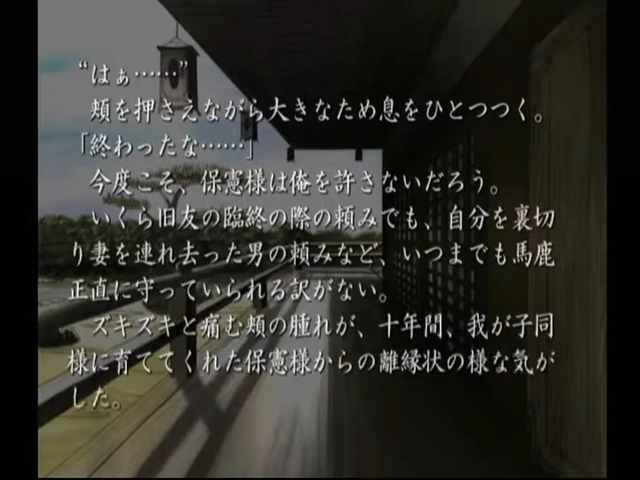 “はぁ……”
頬を押さえながら大きなため息をひとつつく。
「終わったな……」
今度こそ、保憲様は俺を許さないだろう。
いくら旧友の臨終の際の頼みでも、自分を裏切
り妻を連れ去った男の頼みなど、いつまでも馬鹿
正直に守っていられる訳がない。
ズキズキと痛む頬の腫れが、十年間、我が子同
様に育ててくれた保憲様からの離縁状の様な気が
した。